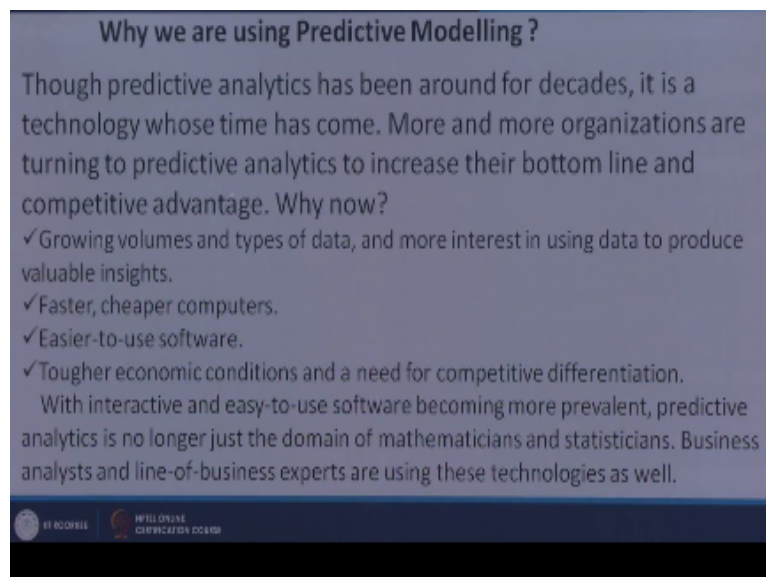 Why we are using Predictive Modelling ?
Though predictive analytics has been around for decades, it is a
technology whose time has come. More and more organizations are
turning to predictive analytics to increase their bottom line and
competitive advantage. Why now?
✓Growing volumes and types of data, and more interest in using data to produce
valuable insights.
✓Faster, cheaper computers.
✓Easier-to-use software.
✓Tougher economic conditions and a need for competitive differentiation.
With interactive and easy-to-use software becoming more prevalent, predictive
analytics is no longer just the domain of mathematicians and statisticians. Business
analysts and line-of-business experts are using these technologies as well.
IIT ROORKEE
NPTEL ONLINE
CERTIFICATION COURSE